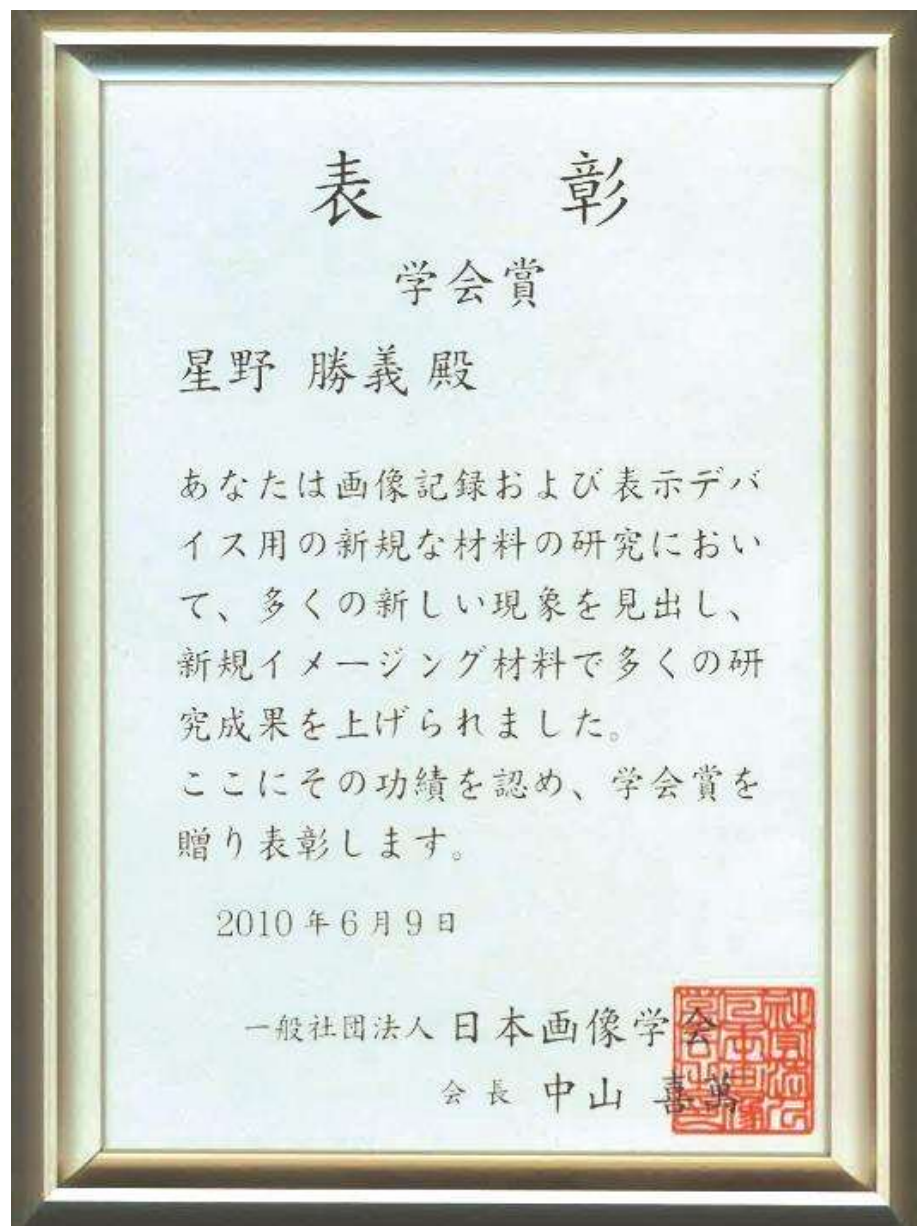 表 彰
学会賞
星野 勝義 殿
あなたは画像記録および表示デバ
イス用の新規な材料の研究におい
て、多くの新しい現象を見出し、
新規イメージング材料で多くの研
究成果を上げられました。
ここにその功績を認め、学会賞を
贈り表彰します。
2010年6月9日
一般社団法人 日本画像学会
会長 中山 喜萬